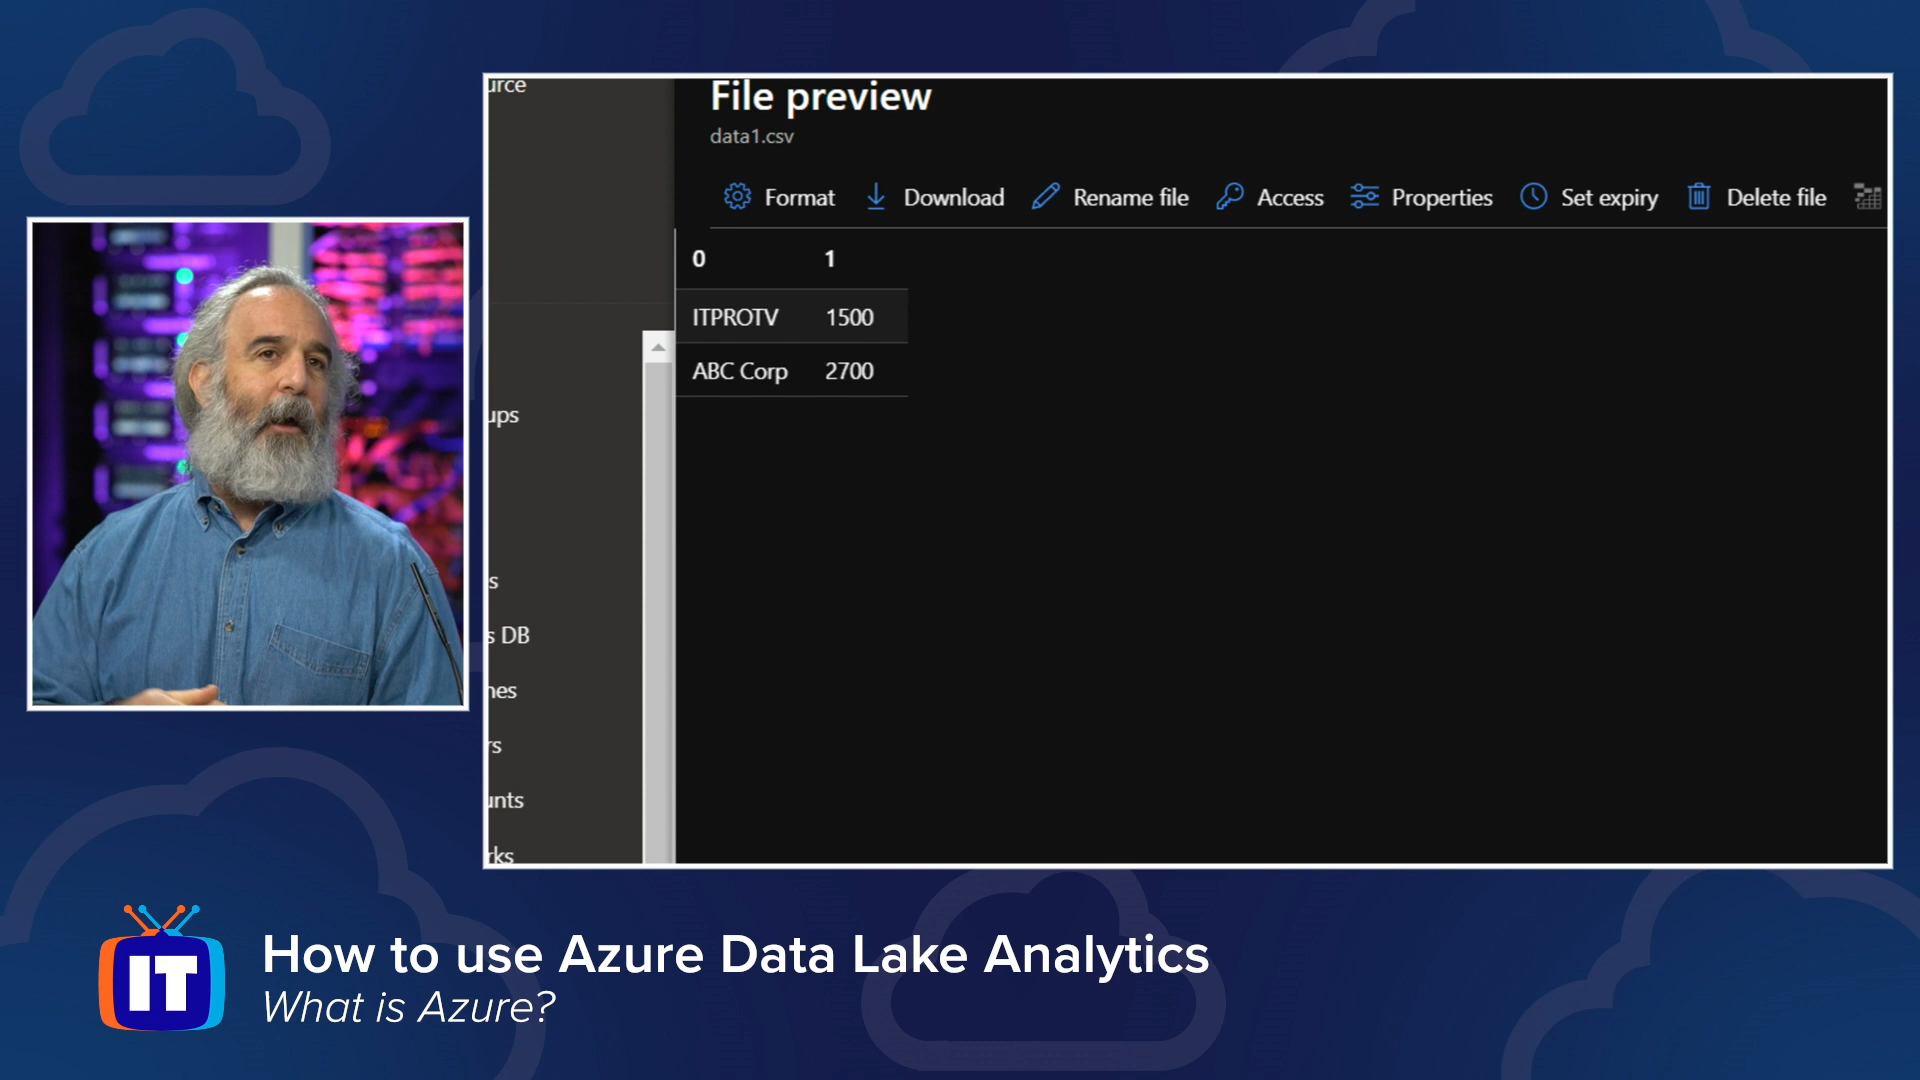 urce
ups
s
s DB
nes
rs
unts
rks
File preview
data1.csv
Format Download Rename file Access Properties Set expiry Delete file
0 1
ITPROTV 1500
ABC Corp 2700
IT
How to use Azure Data Lake Analytics
What is Azure?